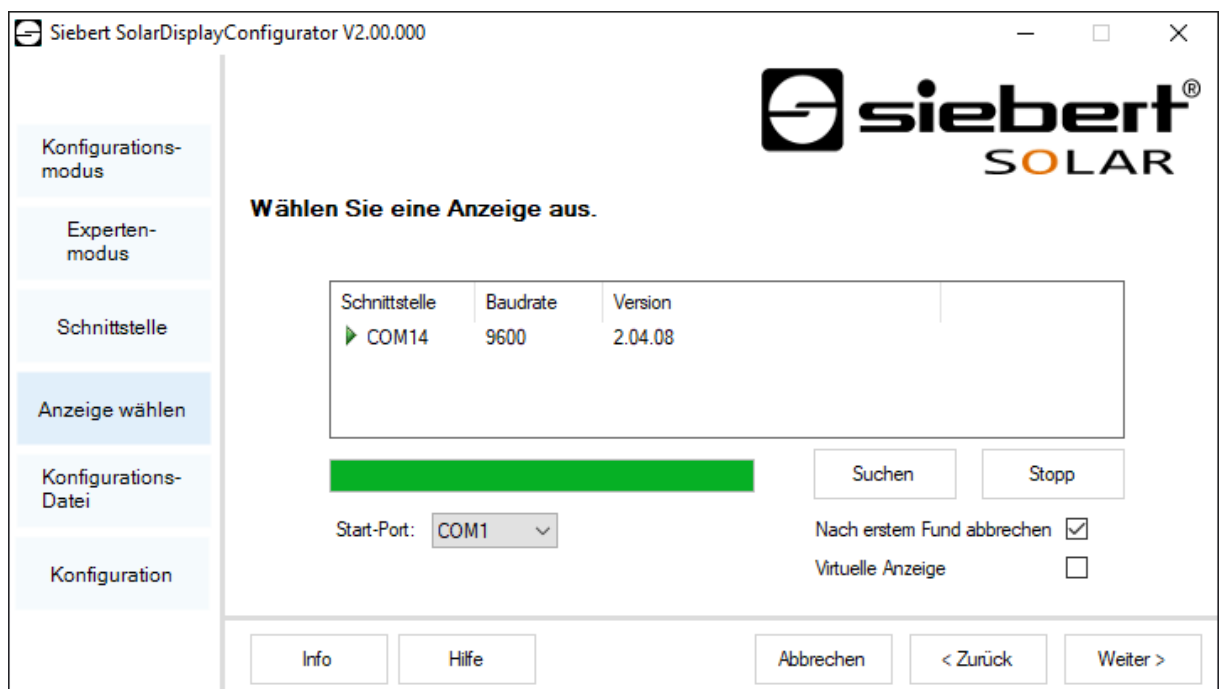 Siebert SolarDisplayConfigurator V2.00.000
siebert®
SOLAR
Konfigurations-
modus
Experten-
modus
Schnittstelle
Anzeige wählen
Konfigurations-
Datei
Konfiguration
Wählen Sie eine Anzeige aus.
Schnittstelle Baudrate Version
COM14 9600 2.04.08
Suchen Stopp
Start-Port: COM1
Nach erstem Fund abbrechen
Virtuelle Anzeige
Info Hilfe Abbrechen < Zurück Weiter >